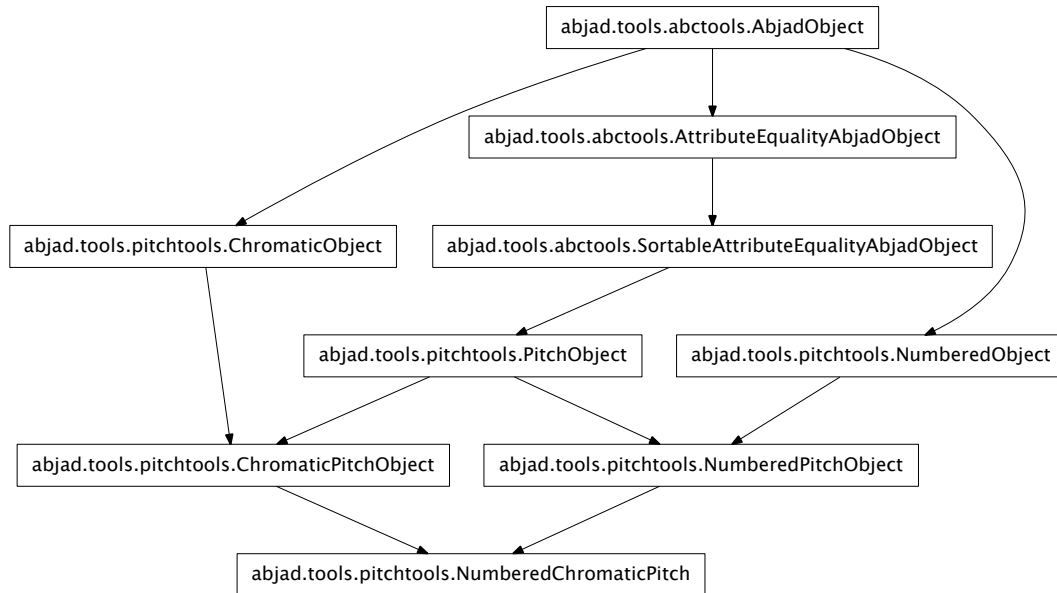 abjad.tools.abctools.AbjadObject
abjad.tools.abctools.AttributeEqualityAbjadObject
abjad.tools.pitchtools.ChromaticObject
abjad.tools.abctools.SortableAttributeEqualityAbjadObject
abjad.tools.pitchtools.PitchObject
abjad.tools.pitchtools.NumberedObject
abjad.tools.pitchtools.ChromaticPitchObject
abjad.tools.pitchtools.NumberedPitchObject
abjad.tools.pitchtools.NumberedChromaticPitch